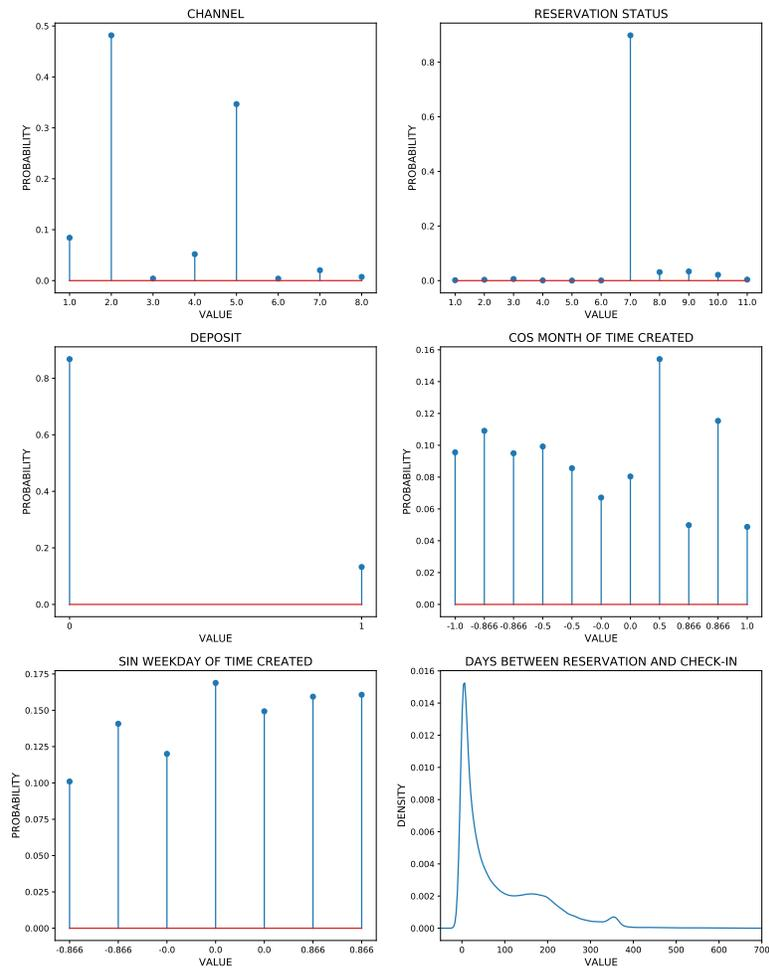 CHANNEL
0.5
0.4
0.3
0.2
0.1
0.0
PROBABILITY
1.0 2.0 3.0 4.0 5.0 6.0 7.0 8.0
VALUE
RESERVATION STATUS
0.8
0.6
0.4
0.2
0.0
PROBABILITY
1.0 2.0 3.0 4.0 5.0 6.0 7.0 8.0 9.0 10.0 11.0
VALUE
DEPOSIT
0.8
0.6
0.4
0.2
0.0
PROBABILITY
0 1
VALUE
COS MONTH OF TIME CREATED
0.16
0.14
0.12
0.10
0.08
0.06
0.04
0.02
0.00
PROBABILITY
-1.0 -0.866 -0.866 -0.5 -0.5 -0.0 0.0 0.5 0.866 0.866 1.0
VALUE
SIN WEEKDAY OF TIME CREATED
0.175
0.150
0.125
0.100
0.075
0.050
0.025
0.000
PROBABILITY
-0.866 -0.866 -0.0 0.0 0.0 0.866 0.866
VALUE
DAYS BETWEEN RESERVATION AND CHECK-IN
0.016
0.014
0.012
0.010
0.008
0.006
0.004
0.002
0.000
DENSITY
0 100 200 300 400 500 600 700
VALUE